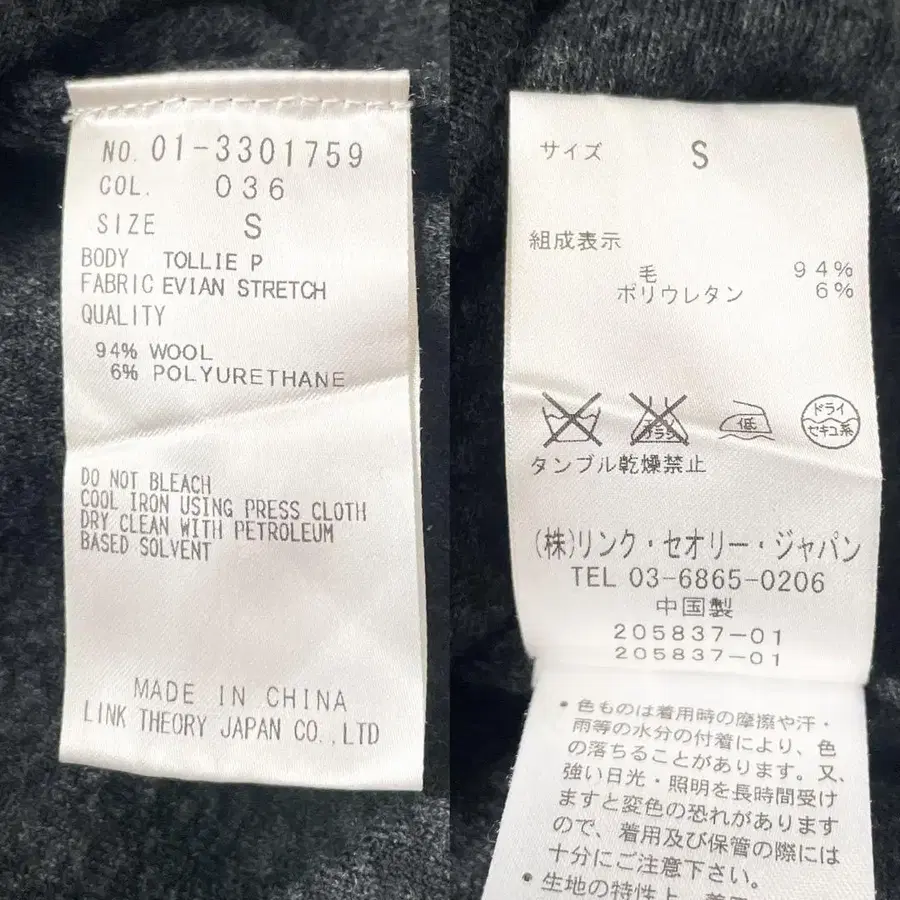 NO. 01-3301759
COL. 036
SIZE S
BODY TOLLIE P
FABRIC EVIAN STRETCH
QUALITY
94% WOOL
6% POLYURETHANE
DO NOT BLEACH
COOL IRON USING PRESS CLOTH
DRY CLEAN WITH PETROLEUM
BASED SOLVENT
MADE IN CHINA
LINK THEORY JAPAN CO.,LTD
サイズ S
組成表示
毛 94%
ポリウレタン 6%
低 ドライ
セキユ系
タンブル乾燥禁止
(株)リンク・セオリー・ジャパン
TEL 03-6865-0206
中国製
205837-01
205837-01
・色ものは着用時の摩擦や汗・
雨等の水分の付着により、色
の落ちることがあります。又、
強い日光・照明を長時間受け
ますと変色の恐れがあります
ので、着用及び保管の際には
十分にご注意下さい。
・生地の特性上、着